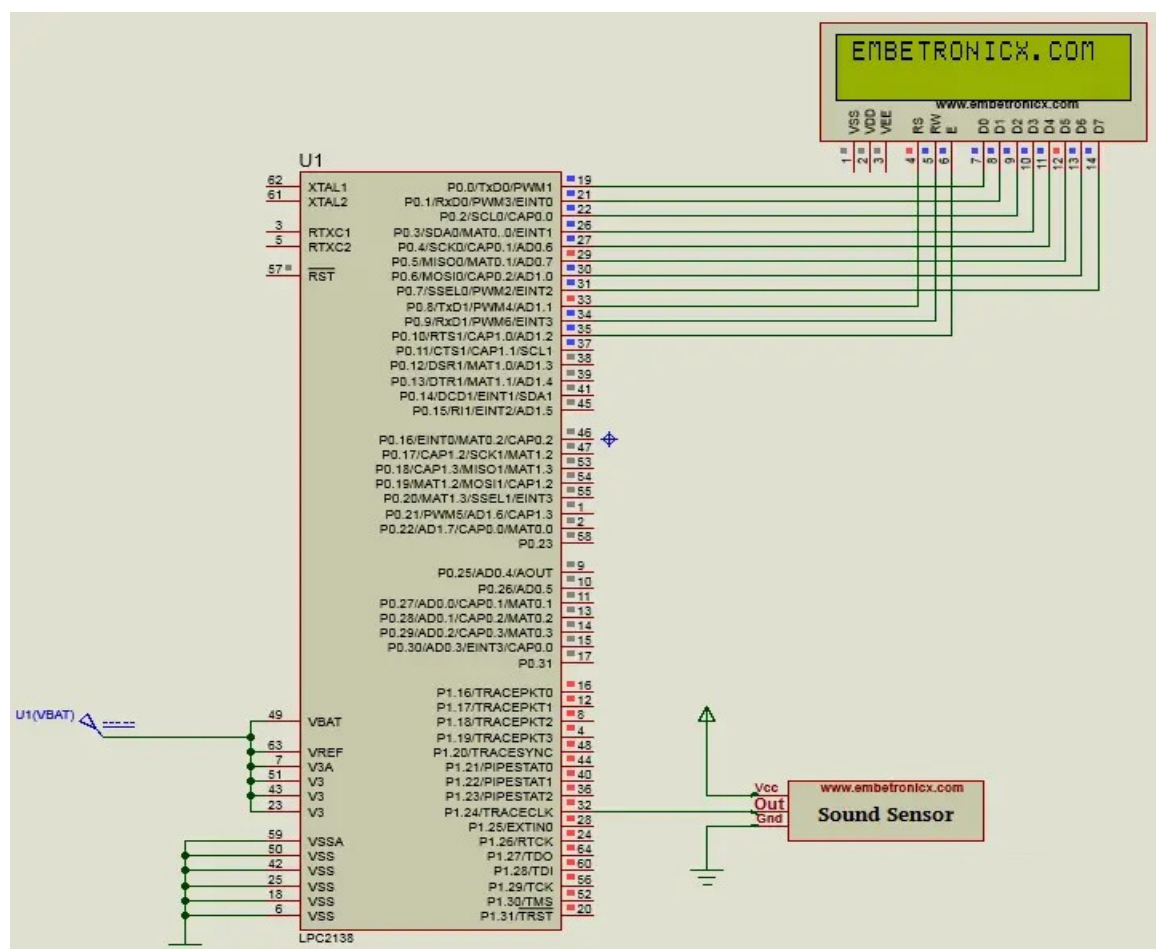 EMBETRONICX.COM
www.embetronicx.com
VSS
VDD
VEE
RS
RW
E
D0
D1
D2
D3
D4
D5
D6
D7
1
2
3
4
5
6
7
8
9
10
11
12
13
14
U1
62 XTAL1
61 XTAL2
3 RTXC1
5 RTXC2
57 RST
P0.0/TxD0/PWM1 19
P0.1/RxD0/PWM3/EINT0 21
P0.2/SCL0/CAP0.0 22
P0.3/SDA0/MAT0..0/EINT1 26
P0.4/SCK0/CAP0.1/AD0.6 27
P0.5/MISO0/MAT0.1/AD0.7 29
P0.6/MOSI0/CAP0.2/AD1.0 30
P0.7/SSEL0/PWM2/EINT2 31
P0.8/TxD1/PWM4/AD1.1 33
P0.9/RxD1/PWM6/EINT3 34
P0.10/RTS1/CAP1.0/AD1.2 35
P0.11/CTS1/CAP1.1/SCL1 37
P0.12/DSR1/MAT1.0/AD1.3 38
P0.13/DTR1/MAT1.1/AD1.4 39
P0.14/DCD1/EINT1/SDA1 41
P0.15/RI1/EINT2/AD1.5 45
P0.16/EINT0/MAT0.2/CAP0.2 46
P0.17/CAP1.2/SCK1/MAT1.2 47
P0.18/CAP1.3/MISO1/MAT1.3 53
P0.19/MAT1.2/MOSI1/CAP1.2 54
P0.20/MAT1.3/SSEL1/EINT3 55
P0.21/PWM5/AD1.6/CAP1.3 1
P0.22/AD1.7/CAP0.0/MAT0.0 2
P0.23 58
P0.25/AD0.4/AOUT 9
P0.26/AD0.5 10
P0.27/AD0.0/CAP0.1/MAT0.1 11
P0.28/AD0.1/CAP0.2/MAT0.2 13
P0.29/AD0.2/CAP0.3/MAT0.3 14
P0.30/AD0.3/EINT3/CAP0.0 15
P0.31 17
P1.16/TRACEPKT0 16
P1.17/TRACEPKT1 12
P1.18/TRACEPKT2 8
P1.19/TRACEPKT3 4
P1.20/TRACESYNC 48
P1.21/PIPESTAT0 44
P1.22/PIPESTAT1 40
P1.23/PIPESTAT2 36
P1.24/TRACECLK 32
P1.25/EXTIN0 28
P1.26/RTCK 24
P1.27/TDO 64
P1.28/TDI 60
P1.29/TCK 56
P1.30/TMS 52
P1.31/TRST 20
U1(VBAT)
49 VBAT
63 VREF
7 V3A
51 V3
43 V3
23 V3
59 VSSA
50 VSS
42 VSS
25 VSS
18 VSS
6 VSS
LPC2138
Vcc
Out
Gnd
www.embetronicx.com
Sound Sensor